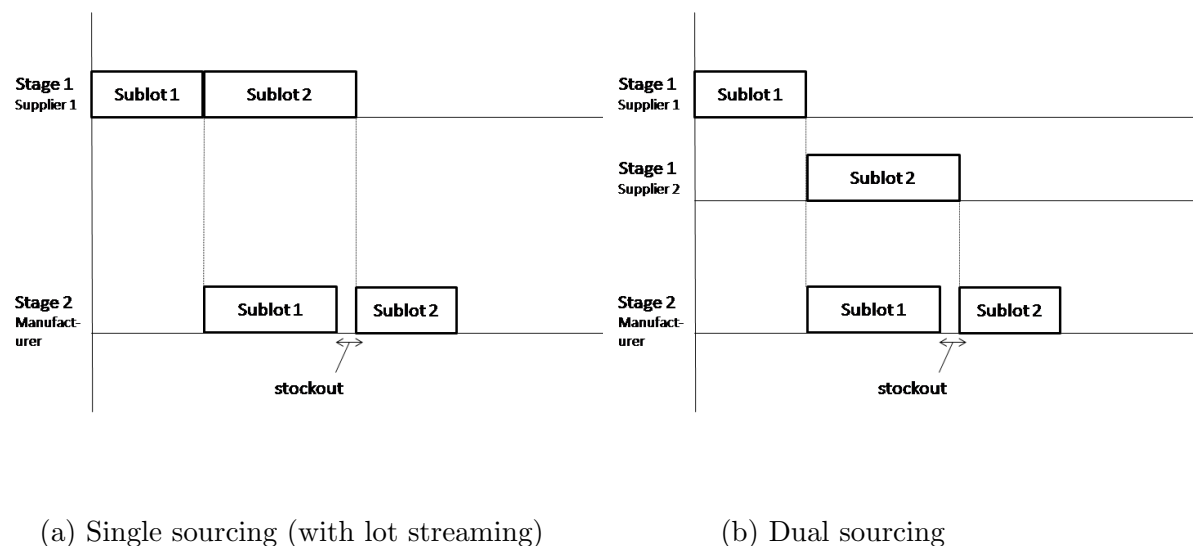 Stage 1
Supplier 1
Sublot 1
Sublot 2
Stage 2
Manufact-
urer
Sublot 1
Sublot 2
stockout
(a) Single sourcing (with lot streaming)
Stage 1
Supplier 1
Sublot 1
Stage 1
Supplier 2
Sublot 2
Stage 2
Manufact-
urer
Sublot 1
Sublot 2
stockout
(b) Dual sourcing